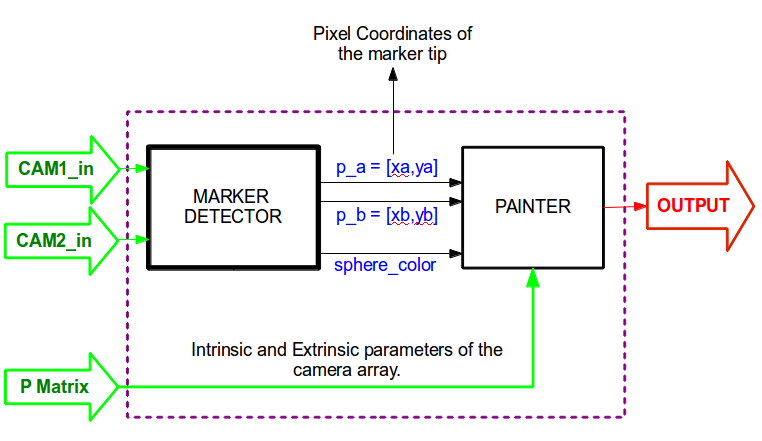 Pixel Coordinates of
the marker tip
CAM1_in
CAM2_in
MARKER
DETECTOR
p_a = [xa,ya]
p_b = [xb,yb]
sphere_color
PAINTER
OUTPUT
Intrinsic and Extrinsic parameters of the
camera array.
P Matrix